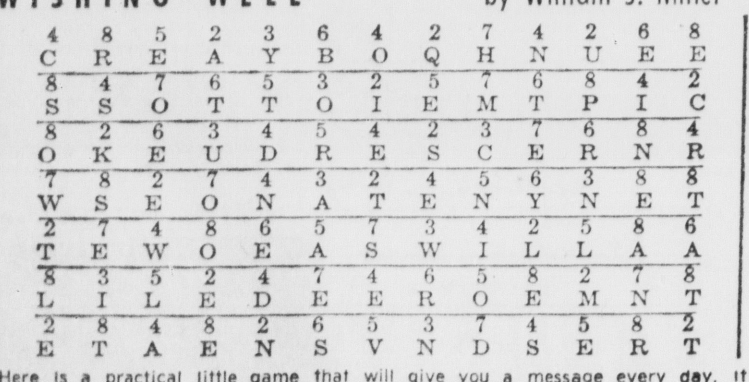 WISHING WELL by William J. Miller
4 8 5 2 3 6 4 2 7 4 2 6 8
C R E A Y B O Q H N U E E
8 4 7 6 5 3 2 5 7 6 8 4 2
S S O T T O I E M T P I C
8 2 6 3 4 5 4 2 3 7 6 8 4
O K E U D R E S C E R N R
7 8 2 7 4 3 2 4 5 6 3 8 8
W S E O N A T E N Y N E T
2 7 4 8 6 5 7 3 4 2 5 8 6
T E W O E A S W I L L A A
8 3 5 2 4 7 4 6 5 8 2 7 8
L I L E D E E R O E M N T
2 8 4 8 2 6 5 3 7 4 5 8 2
E T A E N S V N D S E R T
Here is a practical little game that will give you a message every day. It